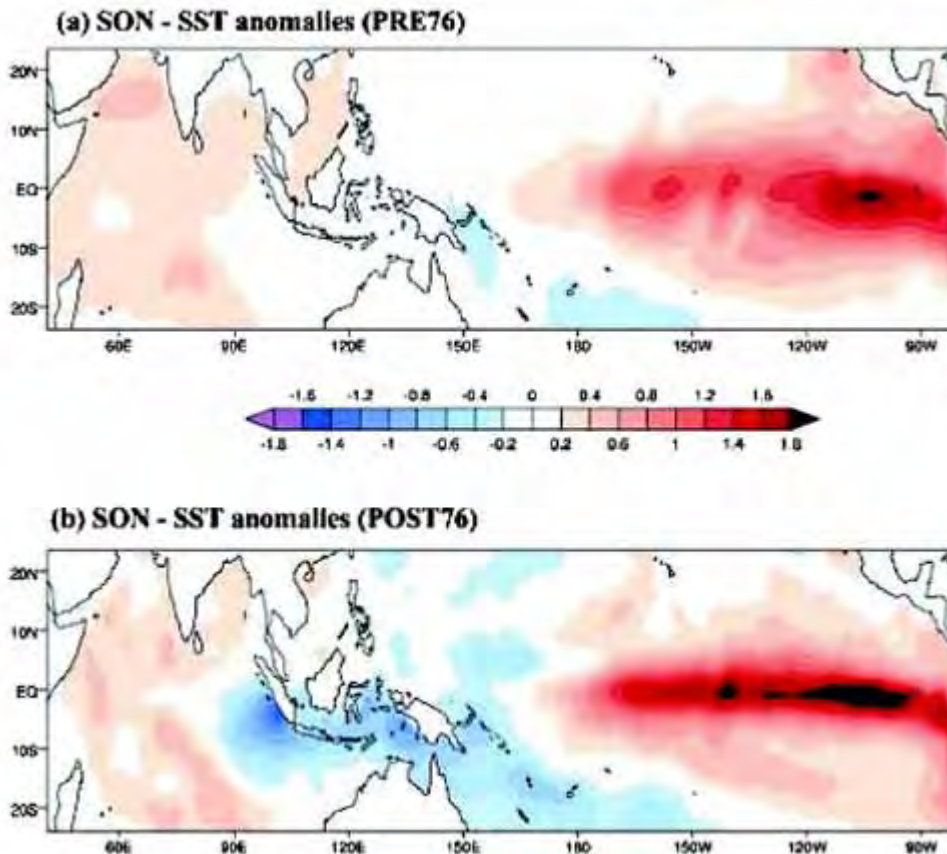 (a) SON - SST anomalies (PRE76)
20N
10N
EQ
10S
20S
60E 90E 120E 150E 180 150W 120W 90W
-1.6 -1.2 -0.8 -0.4 0 0.4 0.8 1.2 1.6
-1.8 -1.4 -1 -0.6 -0.2 0.2 0.6 1 1.4 1.8
(b) SON - SST anomalies (POST76)
20N
10N
EQ
10S
20S
60E 90E 120E 150E 180 150W 120W 90W